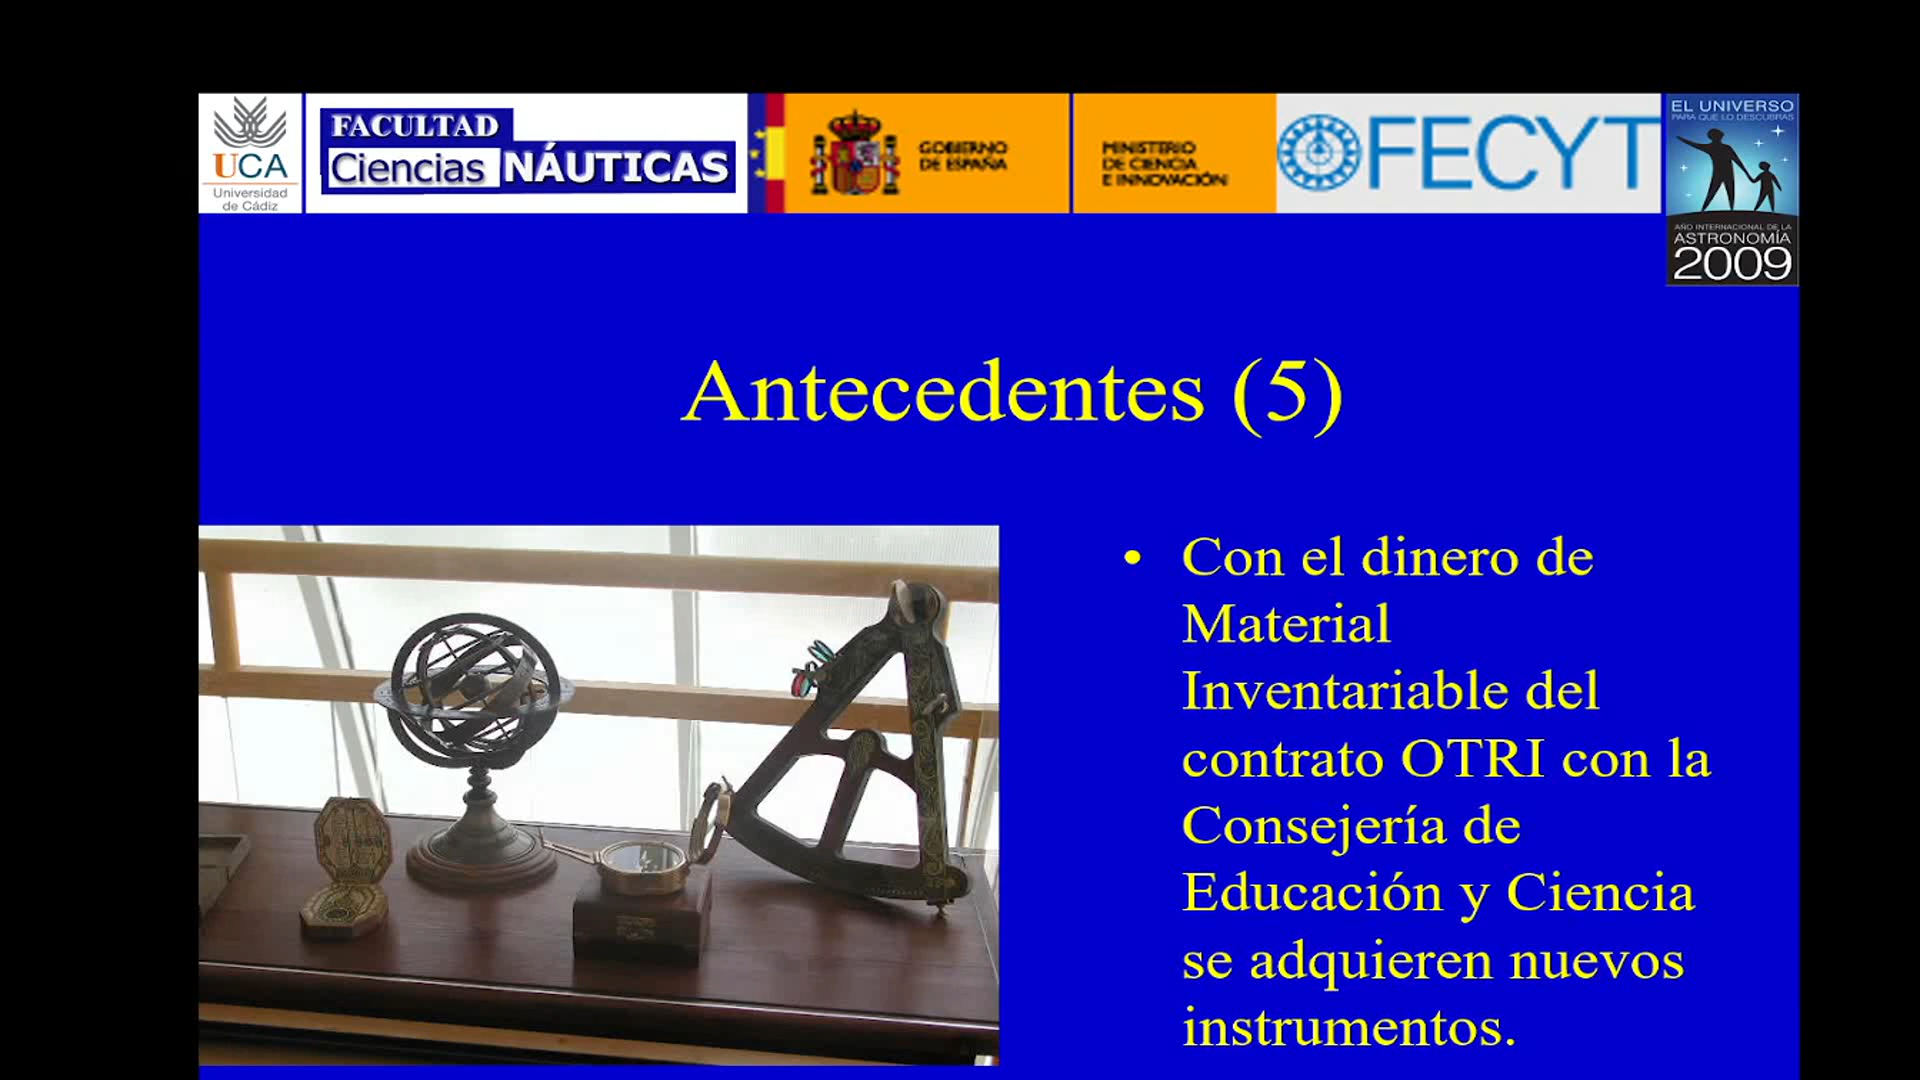 UCA
Universidad
de Cádiz
FACULTAD
Ciencias NÁUTICAS
GOBIERNO
DE ESPAÑA
MINISTERIO
DE CIENCIA
E INNOVACIÓN
FECYT
EL UNIVERSO
PARA QUE LO DESCUBRAS
AÑO INTERNACIONAL DE LA
ASTRONOMÍA
2009
Antecedentes (5)
• Con el dinero de
Material
Inventariable del
contrato OTRI con la
Consejería de
Educación y Ciencia
se adquieren nuevos
instrumentos.